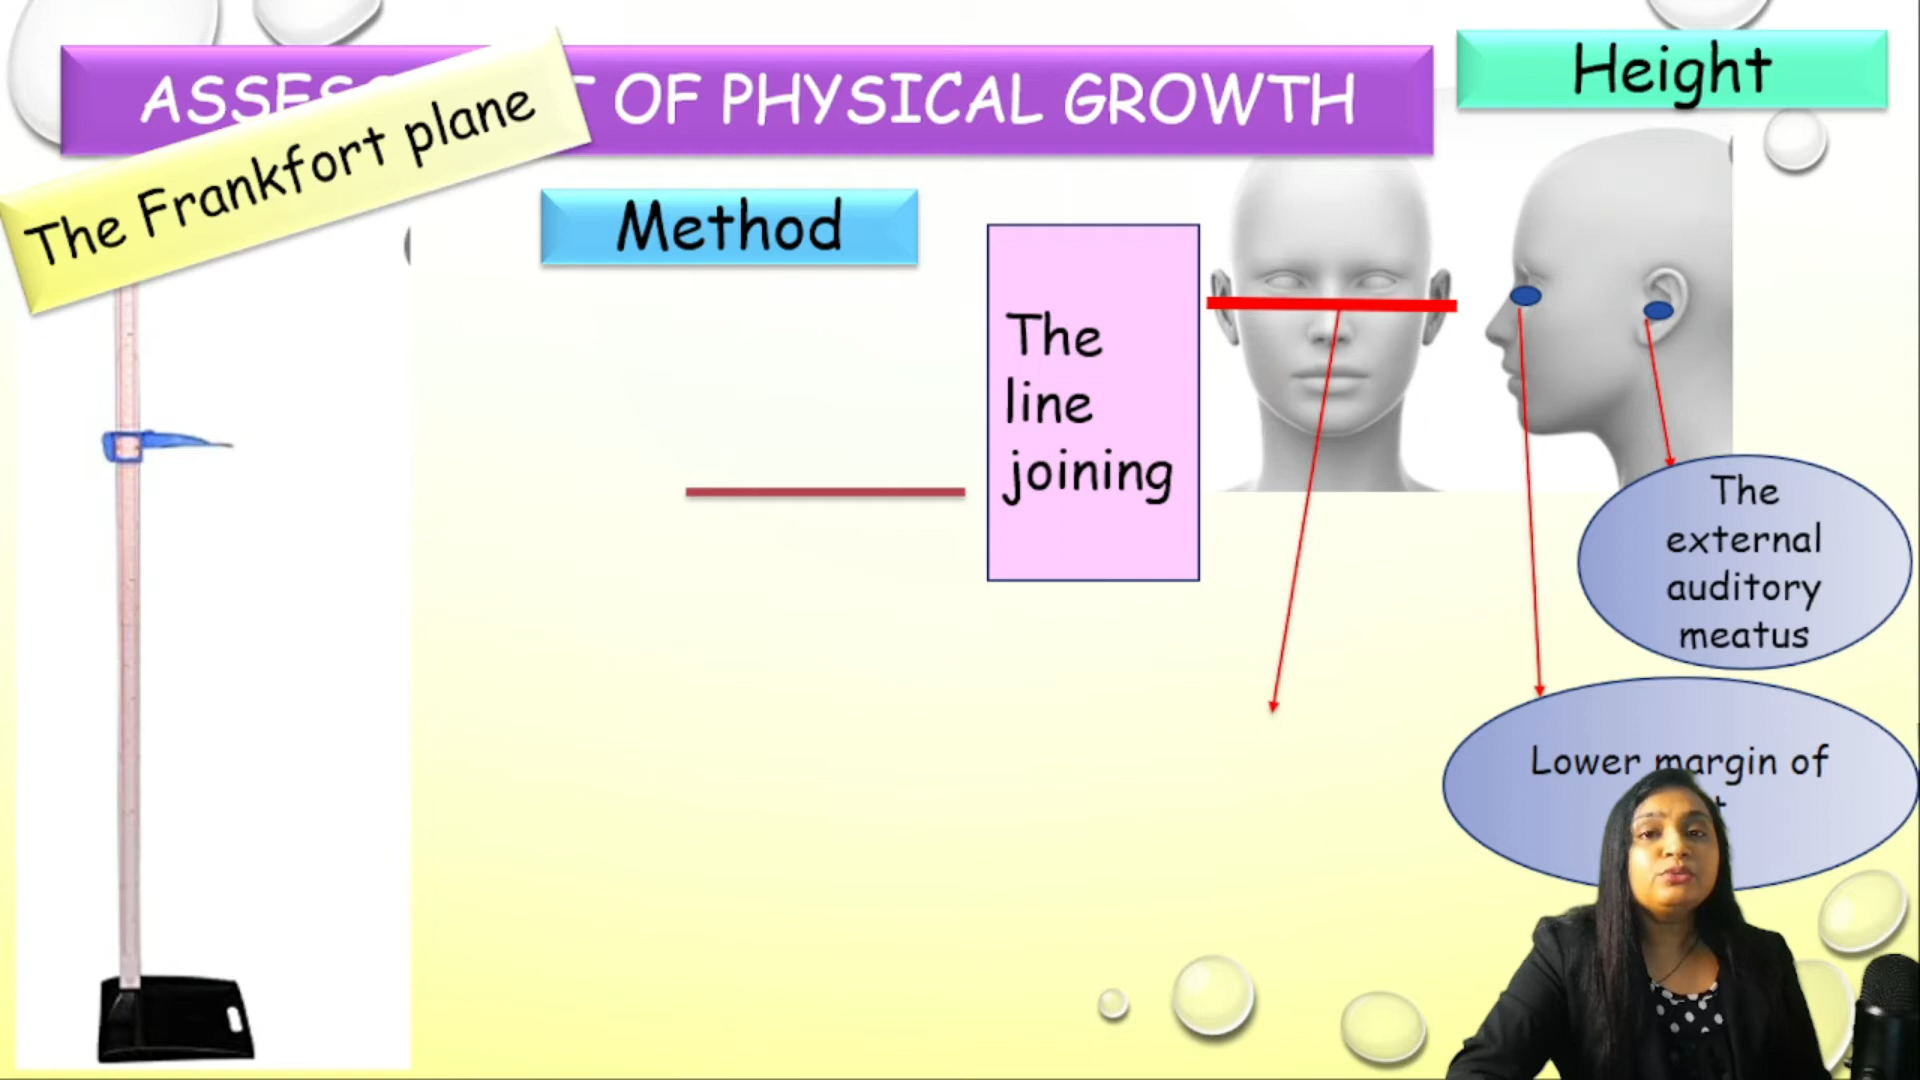 ASSES T OF PHYSICAL GROWTH
Height
The Frankfort plane
Method
The
line
joining
The
external
auditory
meatus
Lower margin of